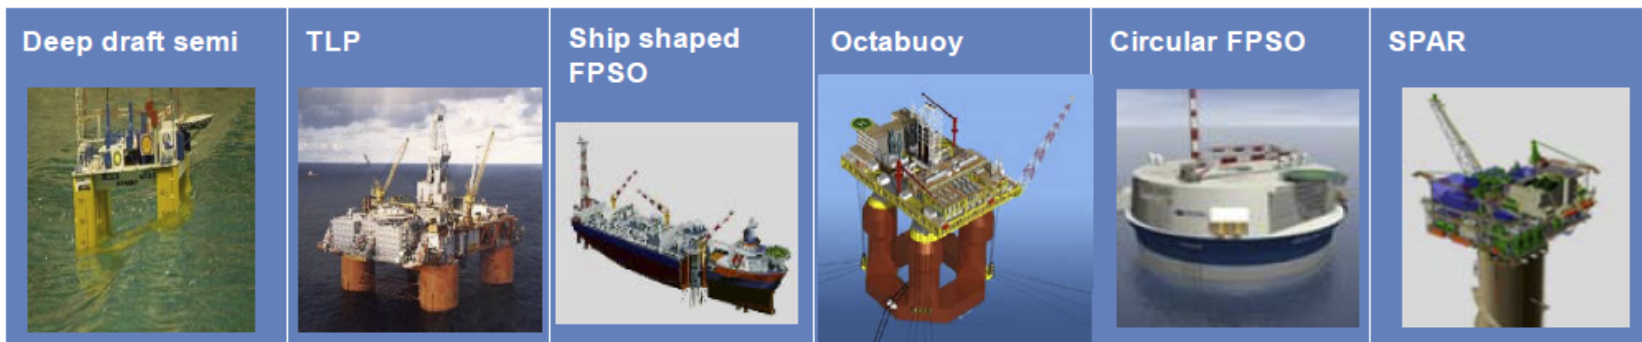 Deep draft semi
TLP
Ship shaped
FPSO
Octabuoy
Circular FPSO
SPAR